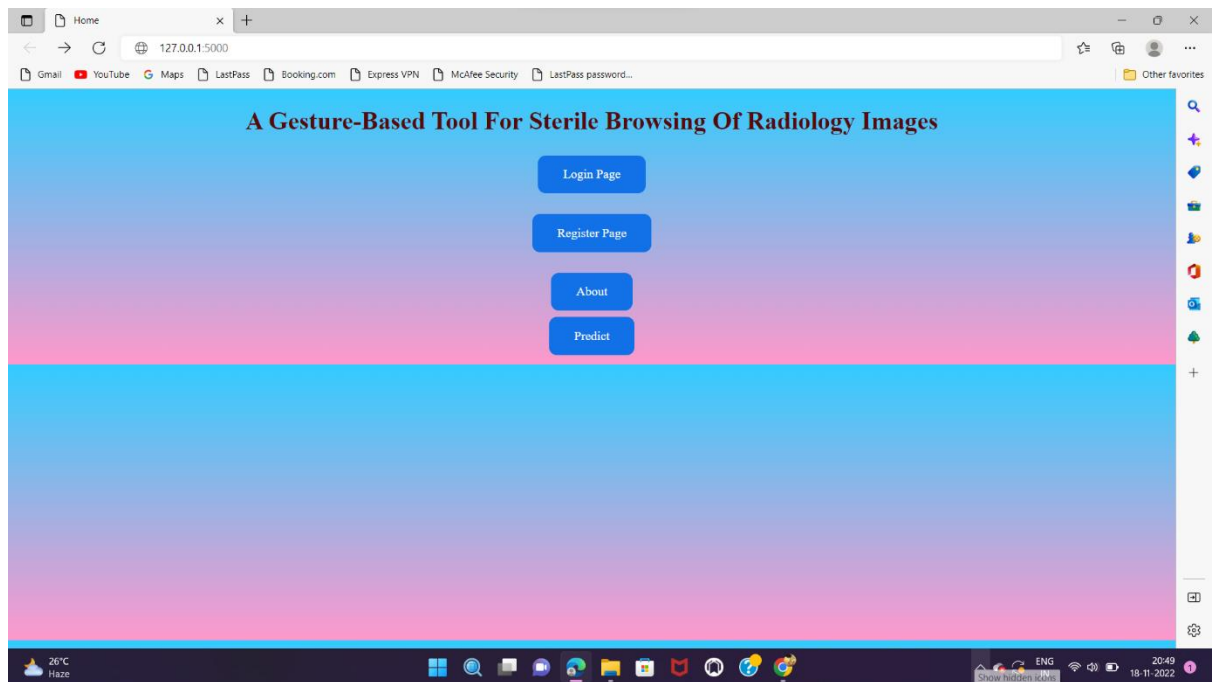 Home
127.0.0.1:5000
Gmail YouTube Maps LastPass Booking.com Express VPN McAfee Security LastPass password... Other favorites
A Gesture-Based Tool For Sterile Browsing Of Radiology Images
Login Page
Register Page
About
Predict
26°C
Haze
ENG
IN
20:49
18-11-2022
1
Show hidden icons